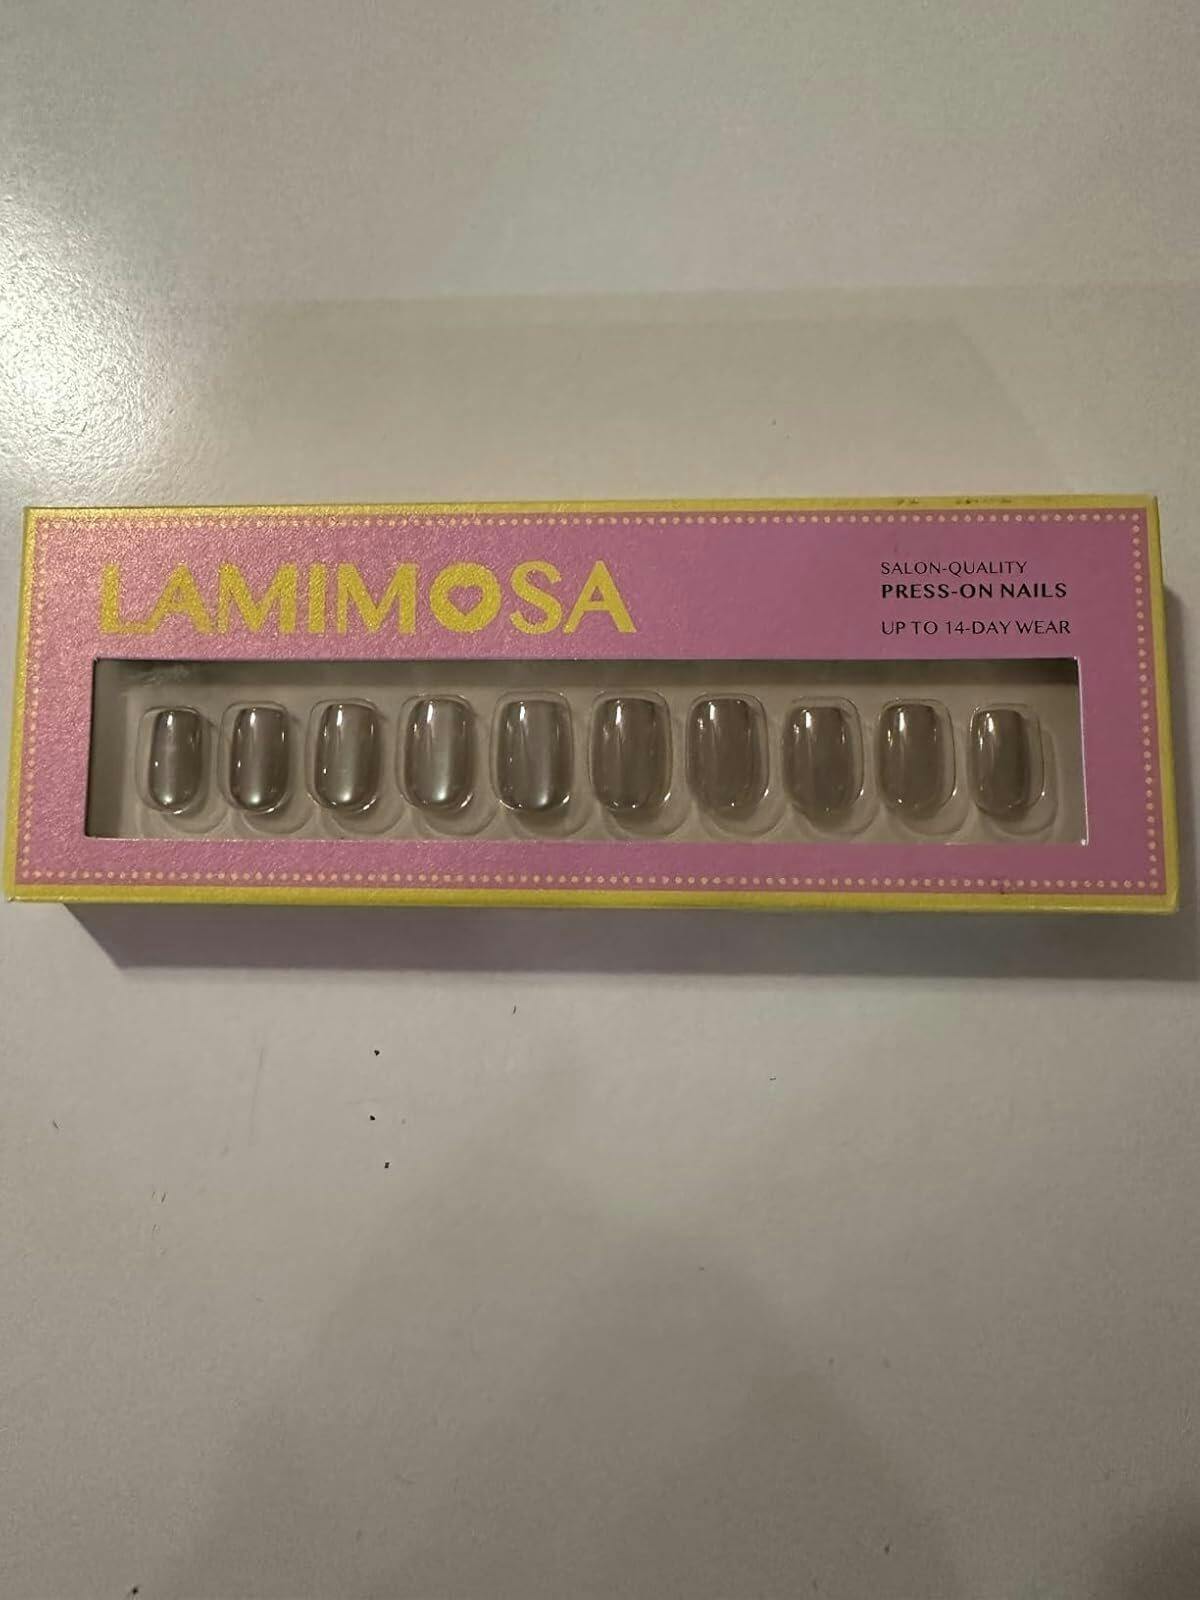 LAMIMOSA
SALON-QUALITY
PRESS-ON NAILS
UP TO 14-DAY WEAR